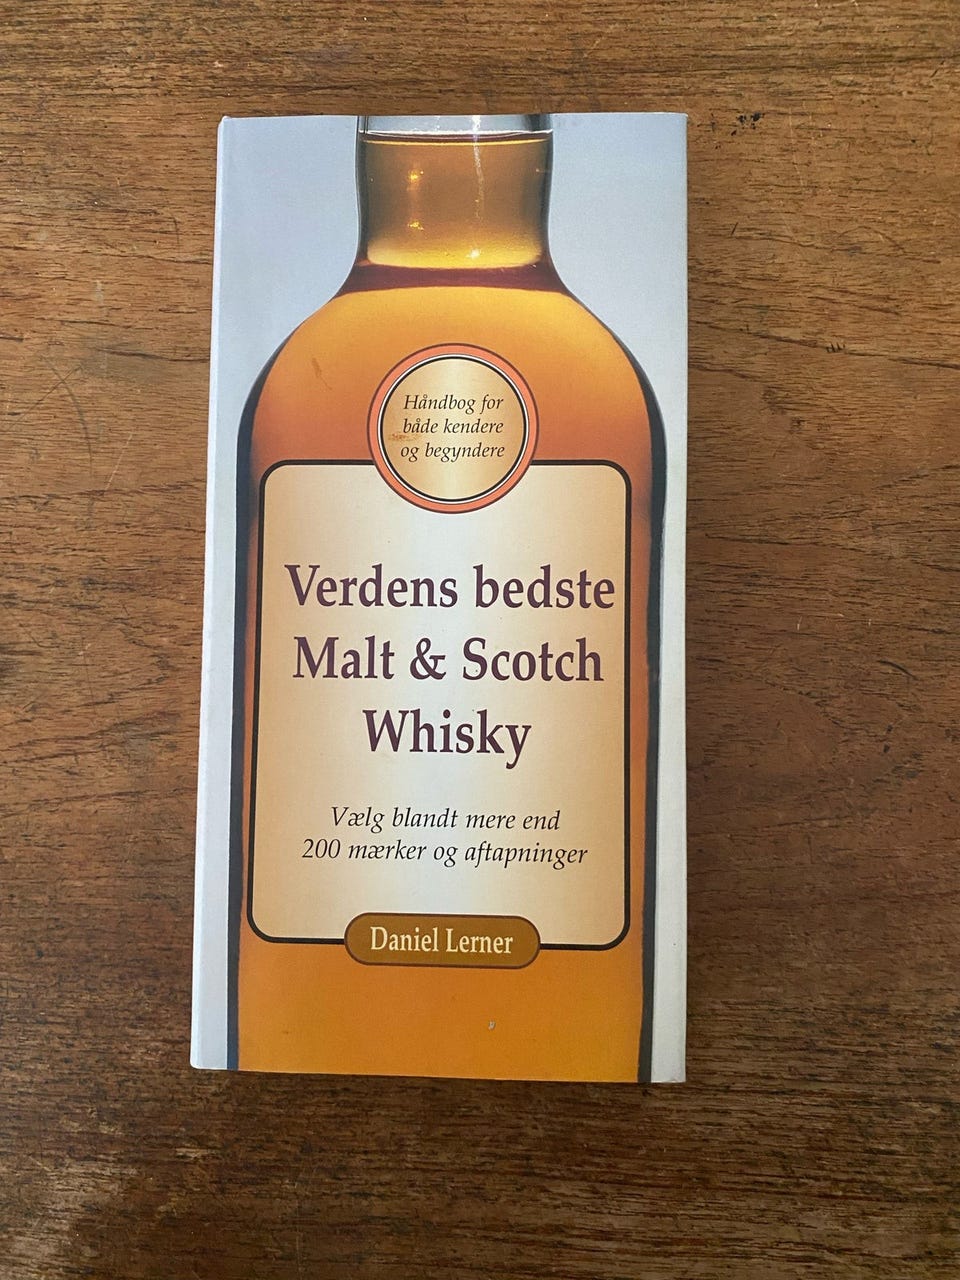 Håndbog for
både kendere
og begyndere
Verdens bedste
Malt & Scotch
Whisky
Vælg blandt mere end
200 mærker og aftapninger
Daniel Lerner